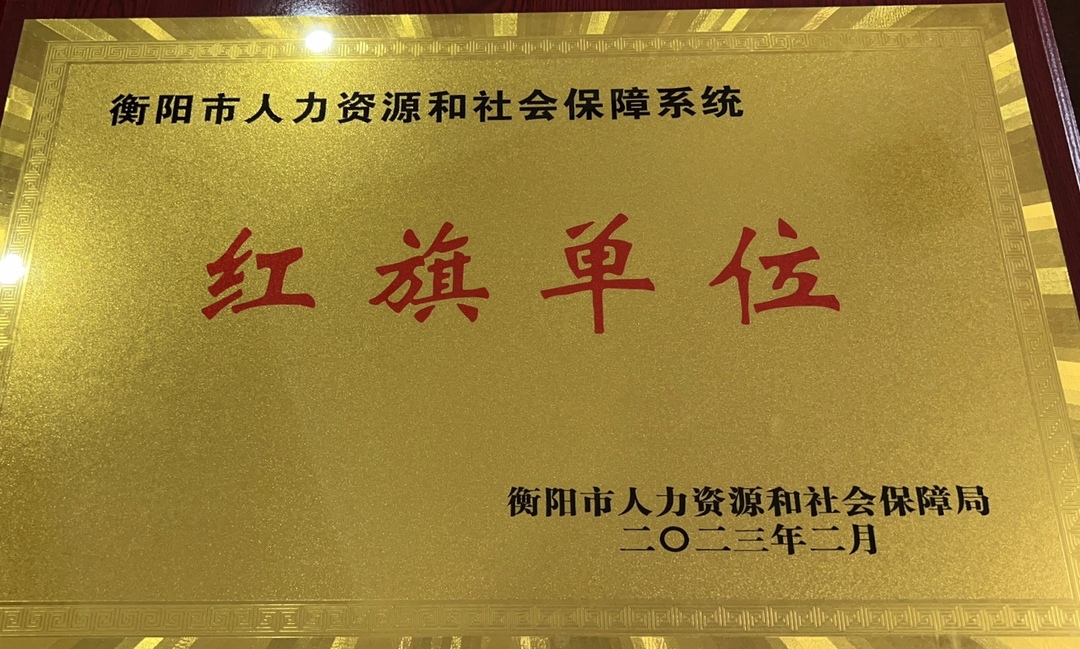 衡阳市人力资源和社会保障系统
红旗单位
衡阳市人力资源和社会保障局
二〇二三年二月